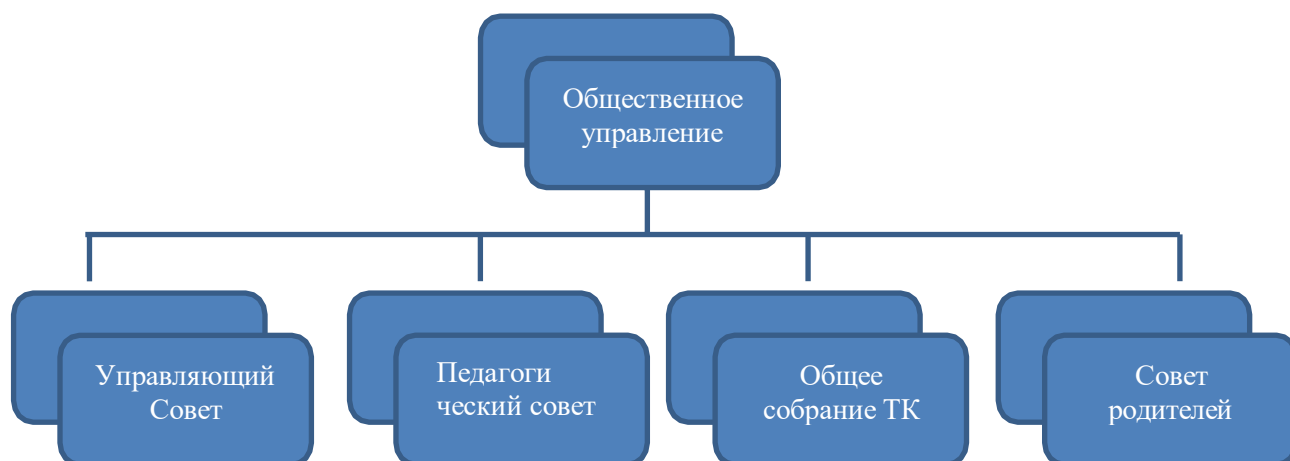 Общественное
управление
Управляющий
Совет
Педагоги
ческий совет
Общее
собрание ТК
Совет
родителей